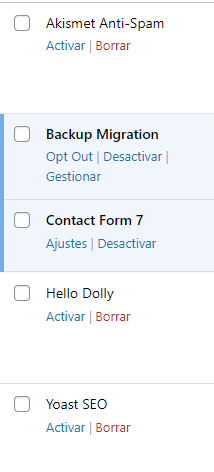 Akismet Anti-Spam
Activar | Borrar
Backup Migration
Opt Out | Desactivar |
Gestionar
Contact Form 7
Ajustes | Desactivar
Hello Dolly
Activar | Borrar
Yoast SEO
Activar | Borrar